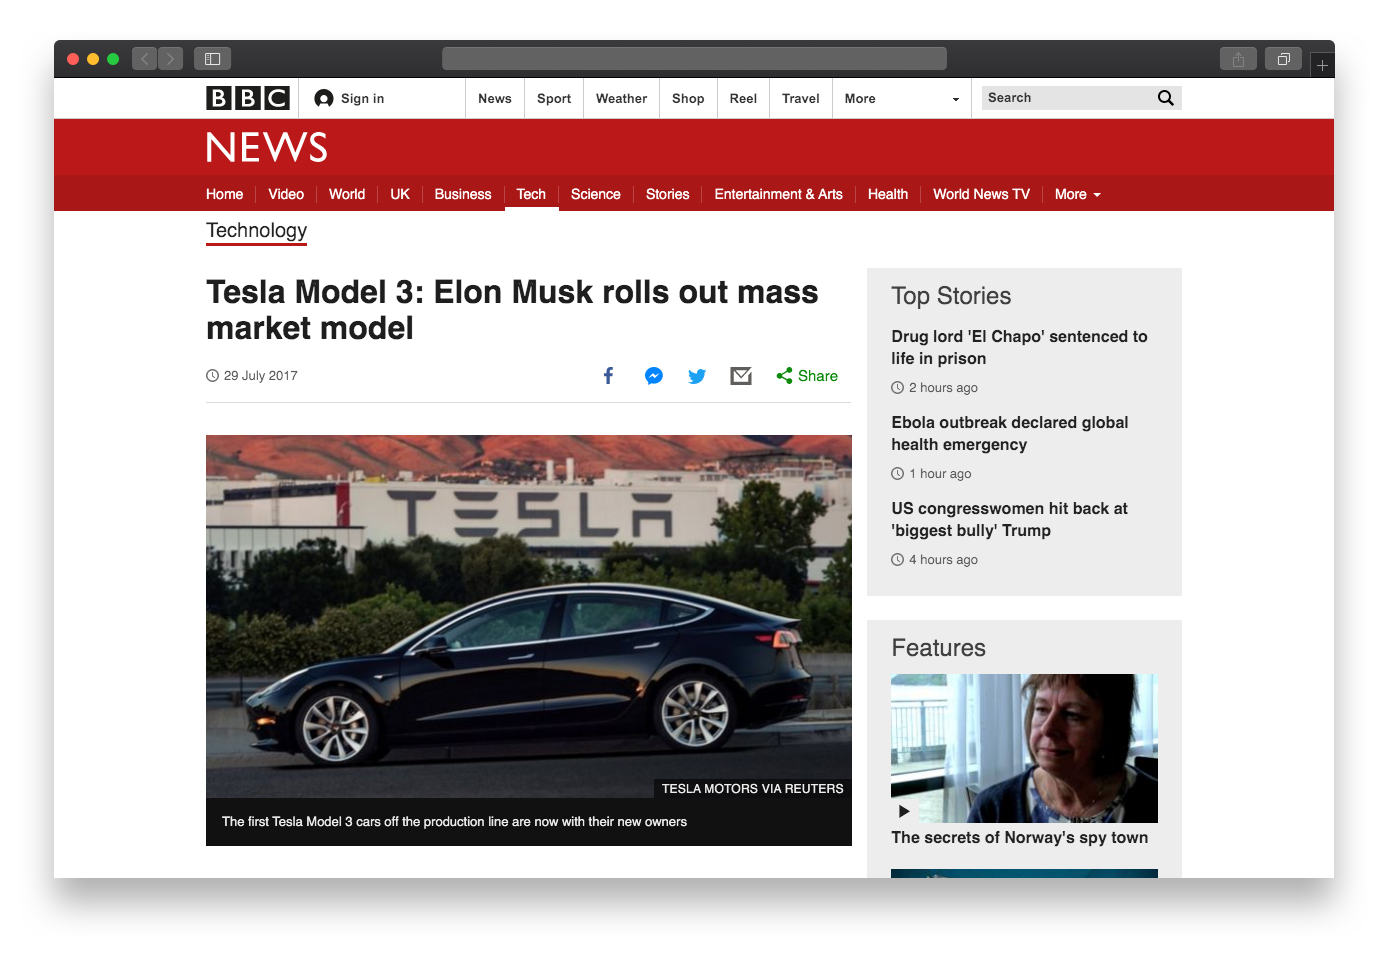 BBC
Sign in
News
Sport
Weather
Shop
Reel
Travel
More
Search
NEWS
Home
Video
World
UK
Business
Tech
Science
Stories
Entertainment & Arts
Health
World News TV
More
Technology
Tesla Model 3: Elon Musk rolls out mass
market model
29 July 2017
Share
TESLA
TESLA MOTORS VIA REUTERS
The first Tesla Model 3 cars off the production line are now with their new owners
Top Stories
Drug lord 'El Chapo' sentenced to
life in prison
2 hours ago
Ebola outbreak declared global
health emergency
1 hour ago
US congresswomen hit back at
'biggest bully' Trump
4 hours ago
Features
The secrets of Norway's spy town